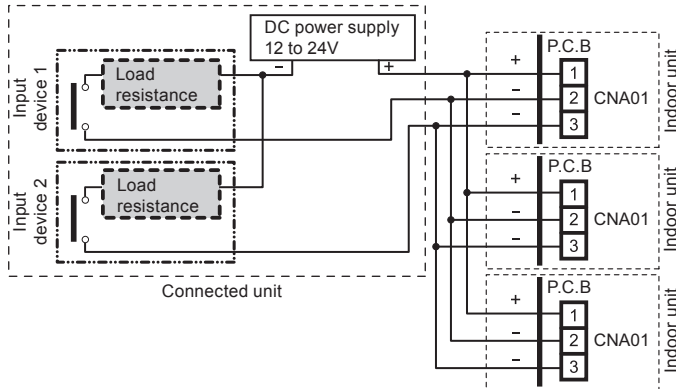 DC power supply
12 to 24V
−
+
Input
device 1
Load
resistance
Input
device 2
Load
resistance
Connected unit
P.C.B
+
−
−
1
2
3
CNA01
Indoor unit
P.C.B
+
−
−
1
2
3
CNA01
Indoor unit
P.C.B
+
−
−
1
2
3
CNA01
Indoor unit